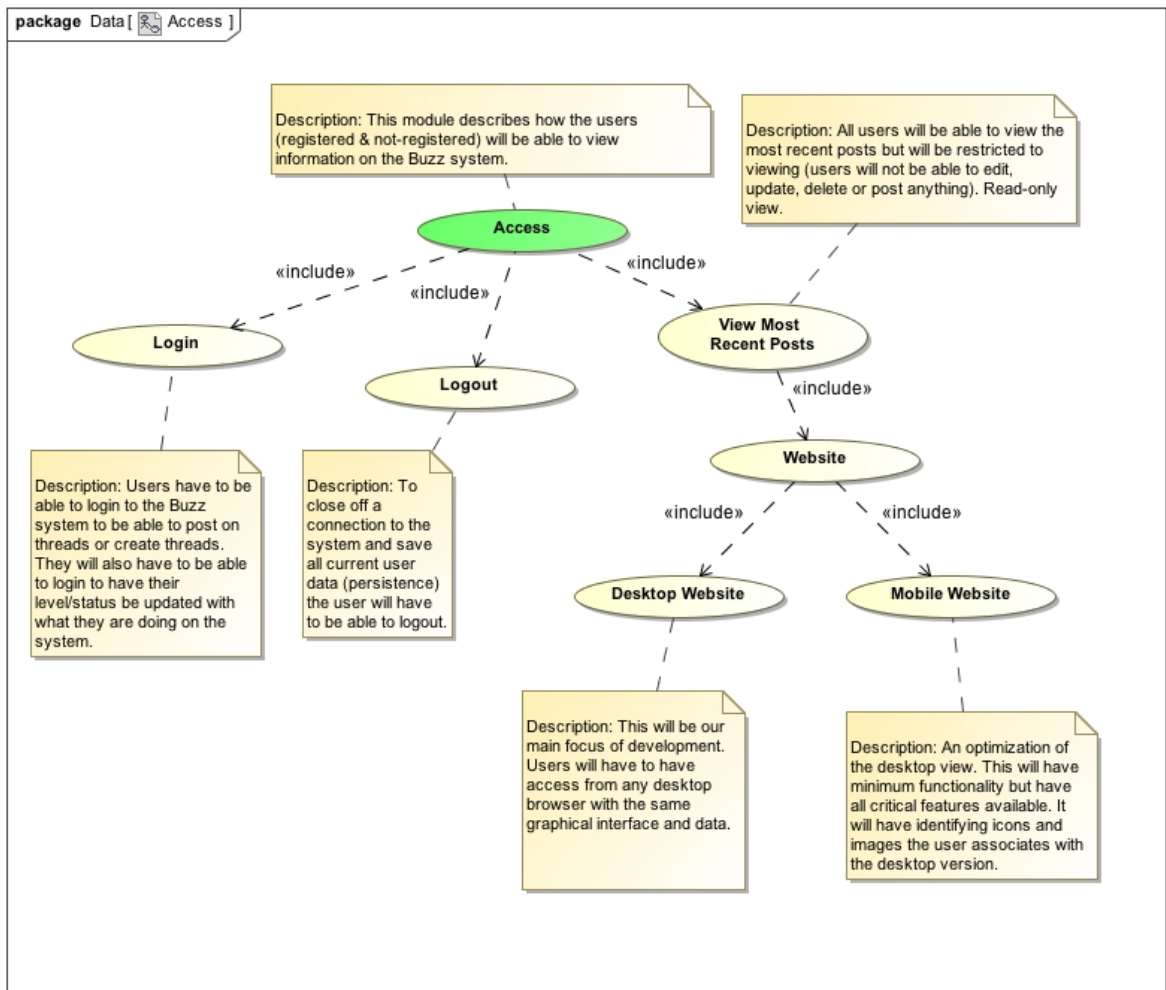 package Data[ Access ]
Description: This module describes how the users
(registered & not-registered) will be able to view
information on the Buzz system.
Description: All users will be able to view the
most recent posts but will be restricted to
viewing (users will not be able to edit,
update, delete or post anything). Read-only
view.
Access
«include»
«include»
«include»
Login
Logout
View Most
Recent Posts
«include»
Website
Description: Users have to be
able to login to the Buzz
system to be able to post on
threads or create threads.
They will also have to be able
to login to have their
level/status be updated with
what they are doing on the
system.
Description: To
close off a
connection to the
system and save
all current user
data (persistence)
the user will have
to be able to logout.
«include»
«include»
Desktop Website
Mobile Website
Description: This will be our
main focus of development.
Users will have to have
access from any desktop
browser with the same
graphical interface and data.
Description: An optimization of
the desktop view. This will have
minimum functionality but have
all critical features available. It
will have identifying icons and
images the user associates with
the desktop version.